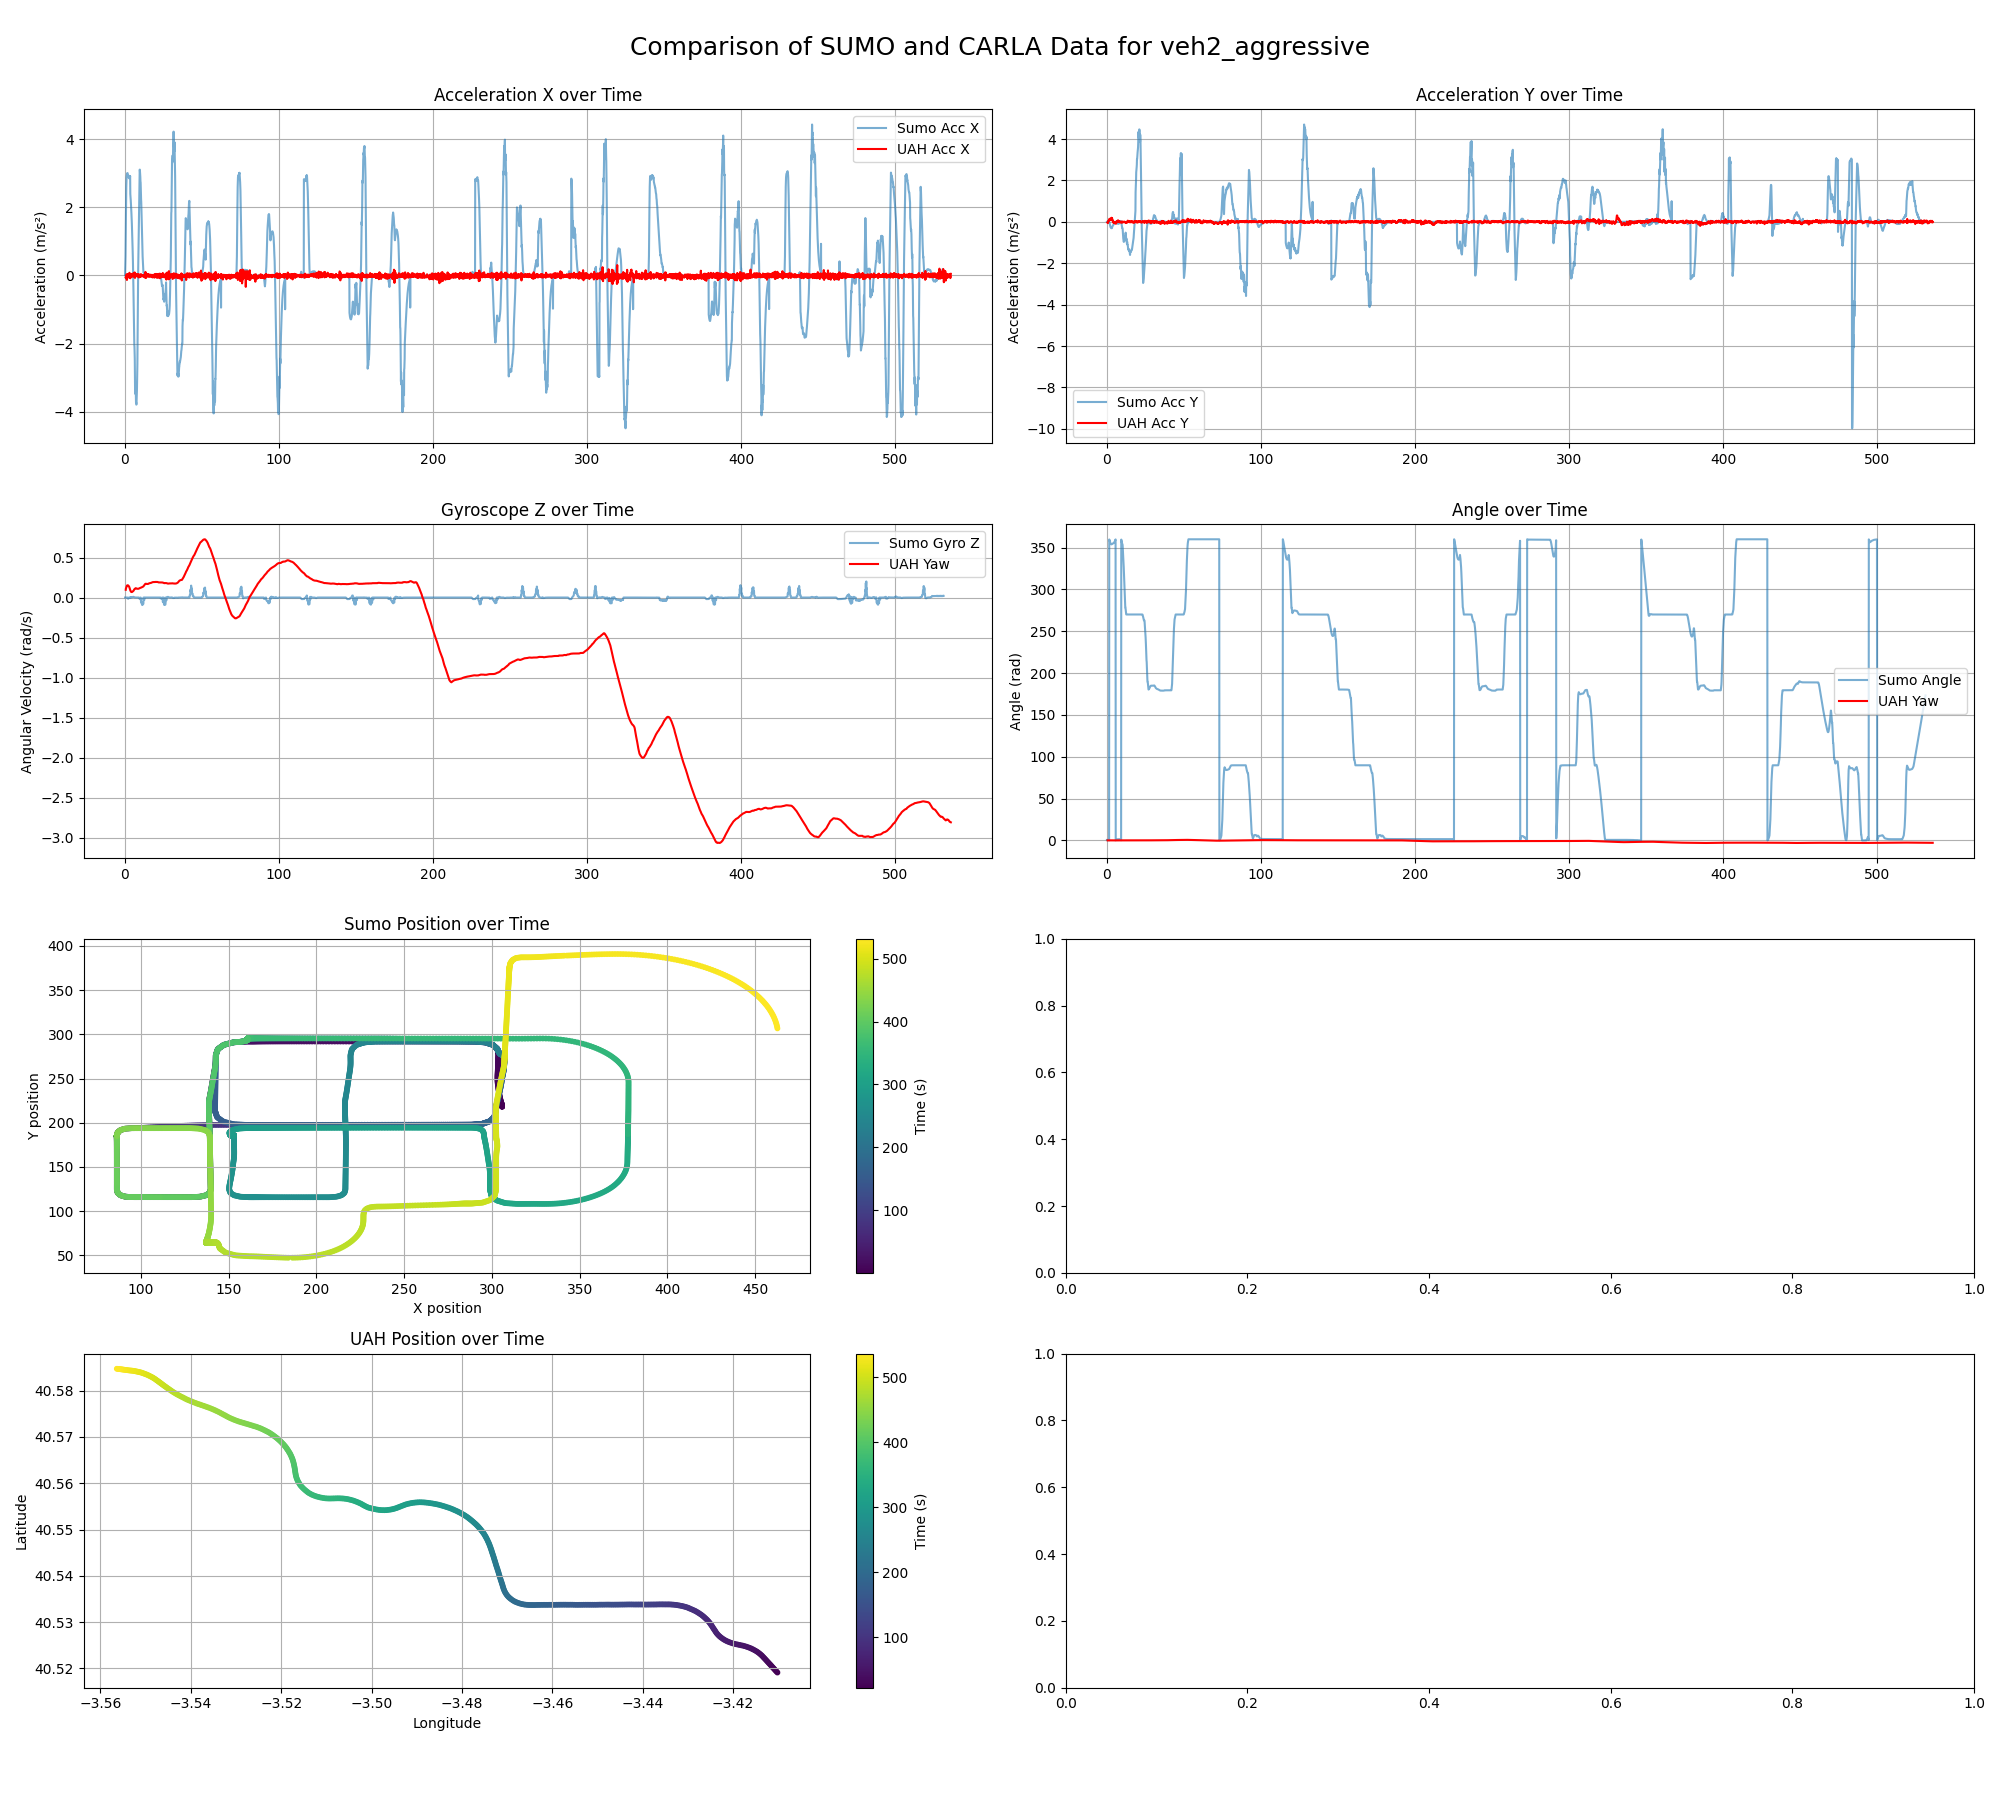 Comparison of SUMO and CARLA Data for veh2_aggressive
Acceleration X over Time
Acceleration (m/s²)
4
2
0
−2
−4
0 100 200 300 400 500
Sumo Acc X
UAH Acc X
Acceleration Y over Time
Acceleration (m/s²)
4
2
0
−2
−4
−6
−8
−10
0 100 200 300 400 500
Sumo Acc Y
UAH Acc Y
Gyroscope Z over Time
Angular Velocity (rad/s)
0.5
0.0
−0.5
−1.0
−1.5
−2.0
−2.5
−3.0
0 100 200 300 400 500
Sumo Gyro Z
UAH Yaw
Angle over Time
Angle (rad)
350
300
250
200
150
100
50
0
0 100 200 300 400 500
Sumo Angle
UAH Yaw
Sumo Position over Time
Y position
400
350
300
250
200
150
100
50
100 150 200 250 300 350 400 450
X position
500
400
300
200
100
Time (s)
1.0
0.8
0.6
0.4
0.2
0.0
0.0 0.2 0.4 0.6 0.8 1.0
UAH Position over Time
Latitude
40.58
40.57
40.56
40.55
40.54
40.53
40.52
−3.56 −3.54 −3.52 −3.50 −3.48 −3.46 −3.44 −3.42
Longitude
500
400
300
200
100
Time (s)
1.0
0.8
0.6
0.4
0.2
0.0
0.0 0.2 0.4 0.6 0.8 1.0